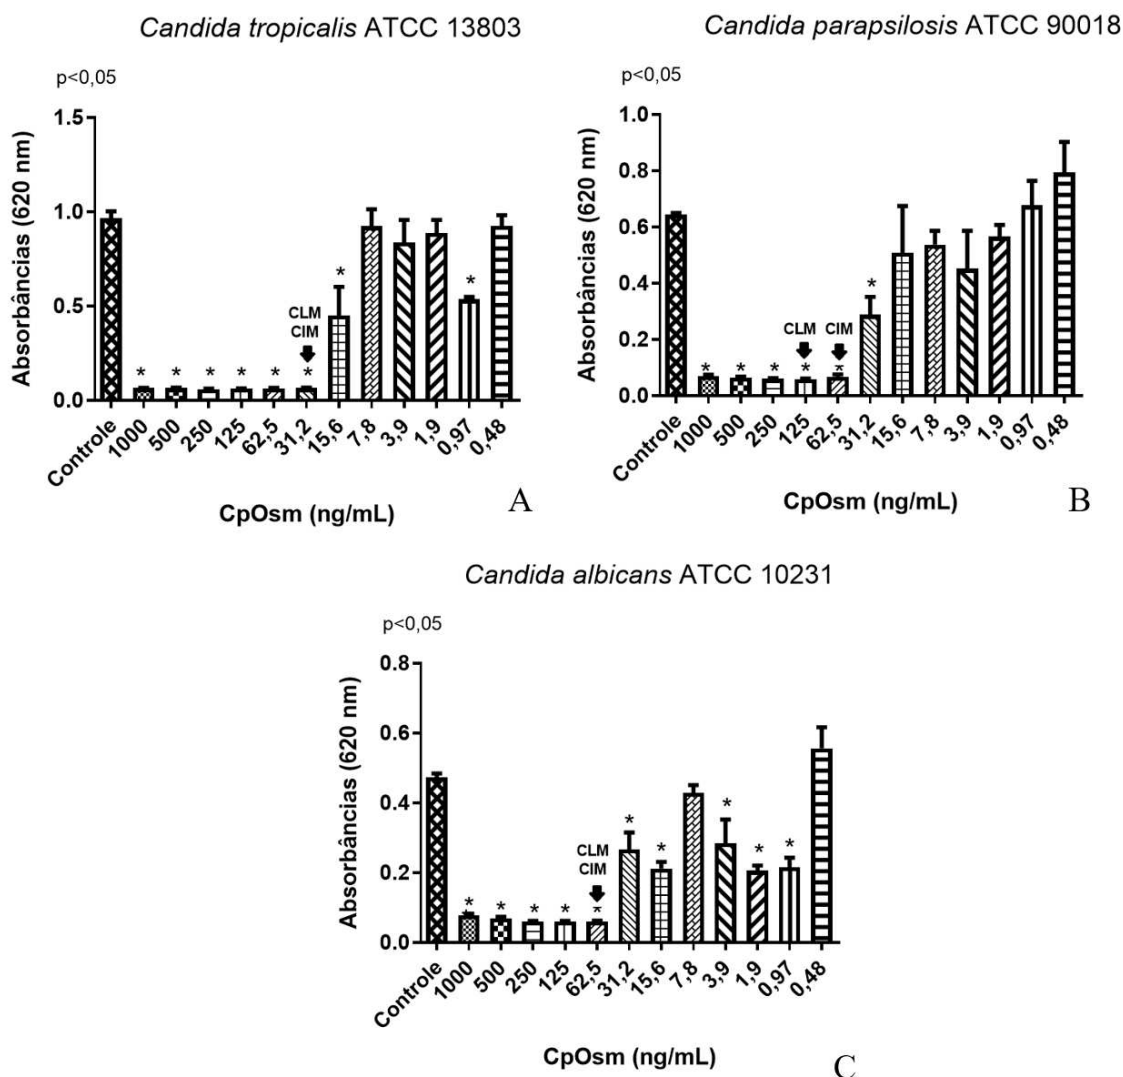 Candida tropicalis ATCC 13803
p<0,05
Absorbâncias (620 nm)
1.5
1.0
0.5
0.0
* * * * * * * *
CLM
CIM
Controle 1000 500 250 125 62,5 31,2 15,6 7,8 3,9 1,9 0,97 0,48
CpOsm (ng/mL)
A
Candida parapsilosis ATCC 90018
p<0,05
Absorbâncias (620 nm)
1.0
0.8
0.6
0.4
0.2
0.0
* * * * * *
CLM CIM
Controle 1000 500 250 125 62,5 31,2 15,6 7,8 3,9 1,9 0,97 0,48
CpOsm (ng/mL)
B
Candida albicans ATCC 10231
p<0,05
Absorbâncias (620 nm)
0.8
0.6
0.4
0.2
0.0
* * * * * * * * * *
CLM
CIM
Controle 1000 500 250 125 62,5 31,2 15,6 7,8 3,9 1,9 0,97 0,48
CpOsm (ng/mL)
C